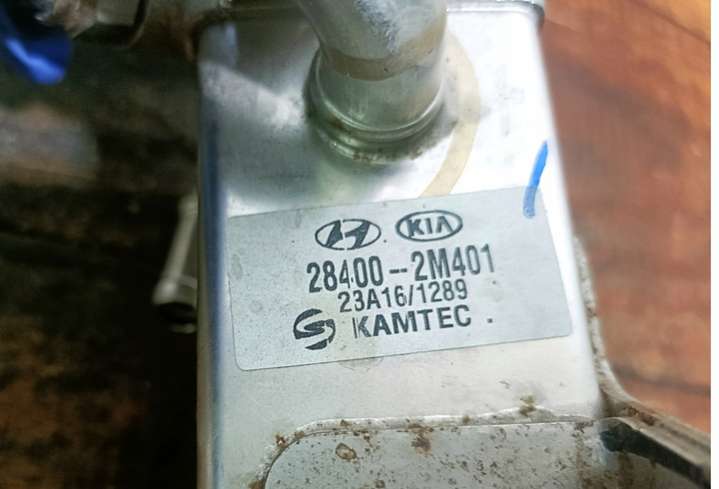 KIA
28400-2M401
23A16/1289
KAMTEC .